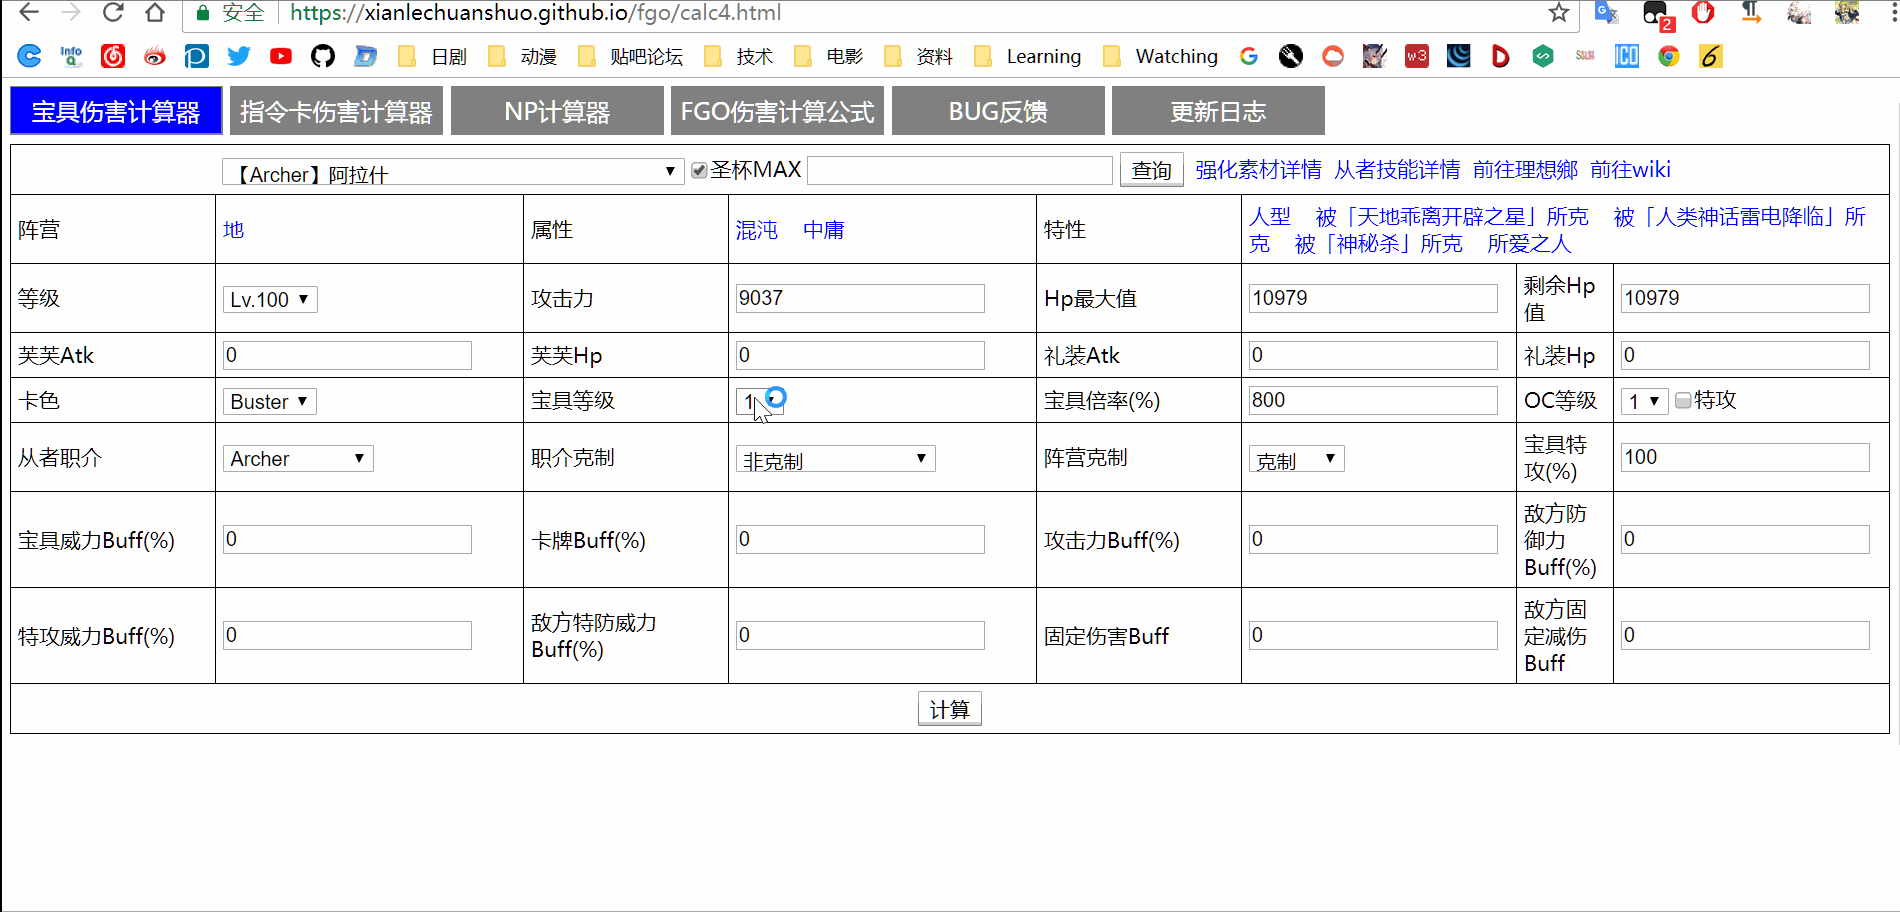 安全 https://xianlechuanshuo.github.io/fgo/calc4.html 2
日剧 动漫 贴吧论坛 技术 电影 资料 Learning Watching
宝具伤害计算器 指令卡伤害计算器 NP计算器 FGO伤害计算公式 BUG反馈 更新日志
【Archer】阿拉什 圣杯MAX 查询 强化素材详情 从者技能详情 前往理想鄉 前往wiki
阵营 地 属性 混沌 中庸 特性 人型 被「天地乖离开辟之星」所克 被「人类神话雷电降临」所
克 被「神秘杀」所克 所爱之人
等级 Lv.100 攻击力 9037 Hp最大值 10979 剩余Hp
值 10979
芙芙Atk 0 芙芙Hp 0 礼装Atk 0 礼装Hp 0
卡色 Buster 宝具等级 1 宝具倍率(%) 800 OC等级 1 特攻
从者职介 Archer 职介克制 非克制 阵营克制 克制 宝具特
攻(%) 100
宝具威力Buff(%) 0 卡牌Buff(%) 0 攻击力Buff(%) 0 敌方防
御力
Buff(%) 0
特攻威力Buff(%) 0 敌方特防威力
Buff(%) 0 固定伤害Buff 0 敌方固
定减伤
Buff 0
计算